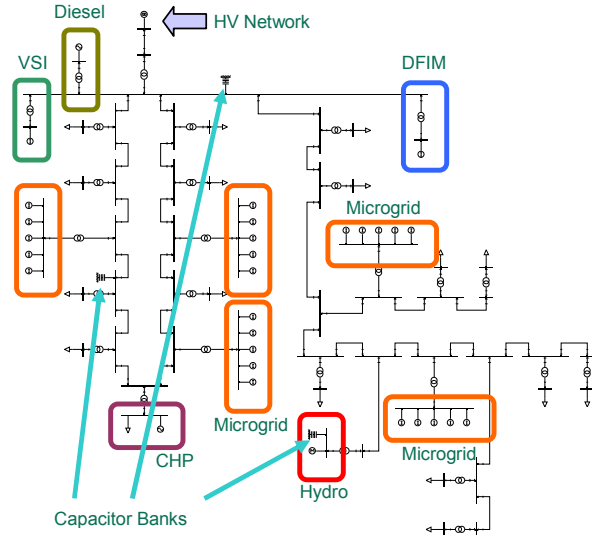 Diesel
HV Network
VSI
DFIM
Microgrid
Microgrid
CHP
Microgrid
Hydro
Capacitor Banks